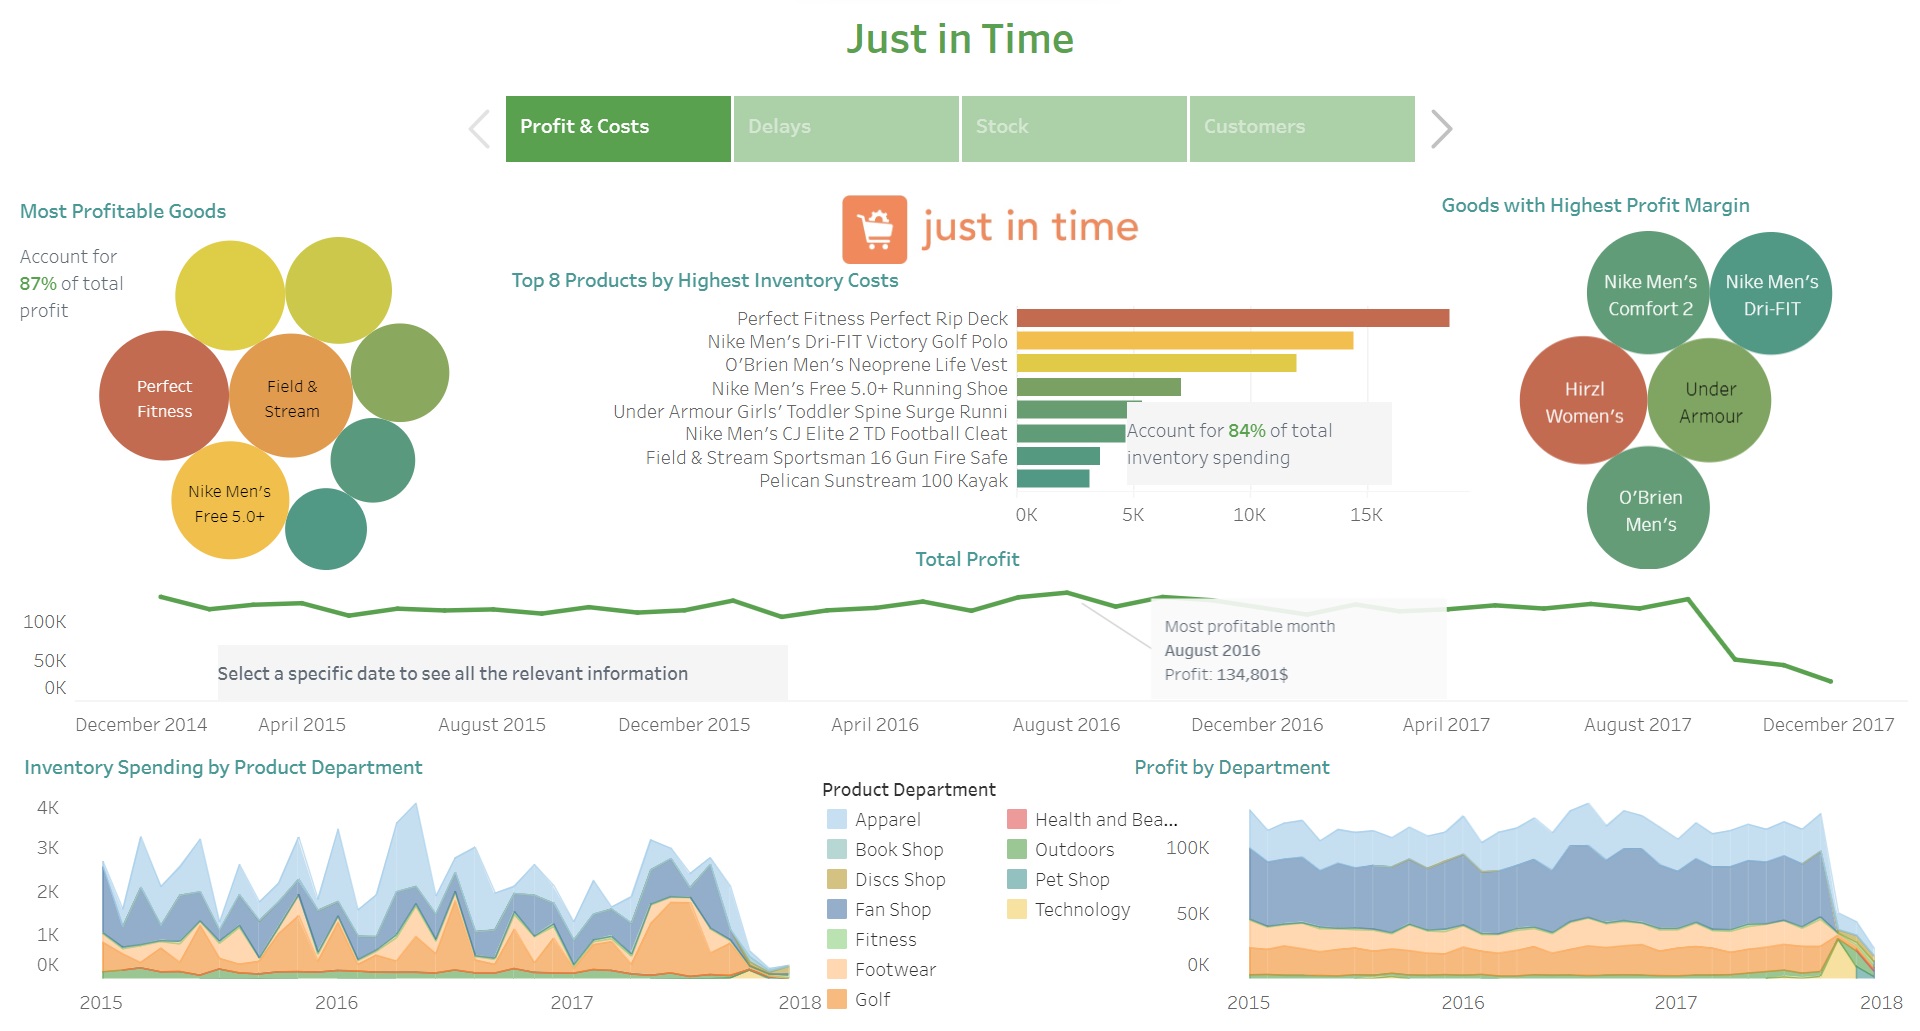 Just in Time
Profit & Costs
Delays
Stock
Customers
Most Profitable Goods
Account for
87% of total
profit
Perfect
Fitness
Field &
Stream
Nike Men's
Free 5.0+
just in time
Top 8 Products by Highest Inventory Costs
Perfect Fitness Perfect Rip Deck
Nike Men's Dri-FIT Victory Golf Polo
O'Brien Men's Neoprene Life Vest
Nike Men's Free 5.0+ Running Shoe
Under Armour Girls' Toddler Spine Surge Runni
Nike Men's CJ Elite 2 TD Football Cleat
Field & Stream Sportsman 16 Gun Fire Safe
Pelican Sunstream 100 Kayak
Account for 84% of total
inventory spending
0K
5K
10K
15K
Goods with Highest Profit Margin
Nike Men's
Comfort 2
Nike Men's
Dri-FIT
Hirzl
Women's
Under
Armour
O'Brien
Men's
Total Profit
100K
50K
0K
Select a specific date to see all the relevant information
Most profitable month
August 2016
Profit: 134,801$
December 2014
April 2015
August 2015
December 2015
April 2016
August 2016
December 2016
April 2017
August 2017
December 2017
Inventory Spending by Product Department
4K
3K
2K
1K
0K
2015
2016
2017
2018
Product Department
Apparel
Book Shop
Discs Shop
Fan Shop
Fitness
Footwear
Golf
Health and Bea...
Outdoors
Pet Shop
Technology
Profit by Department
100K
50K
0K
2015
2016
2017
2018